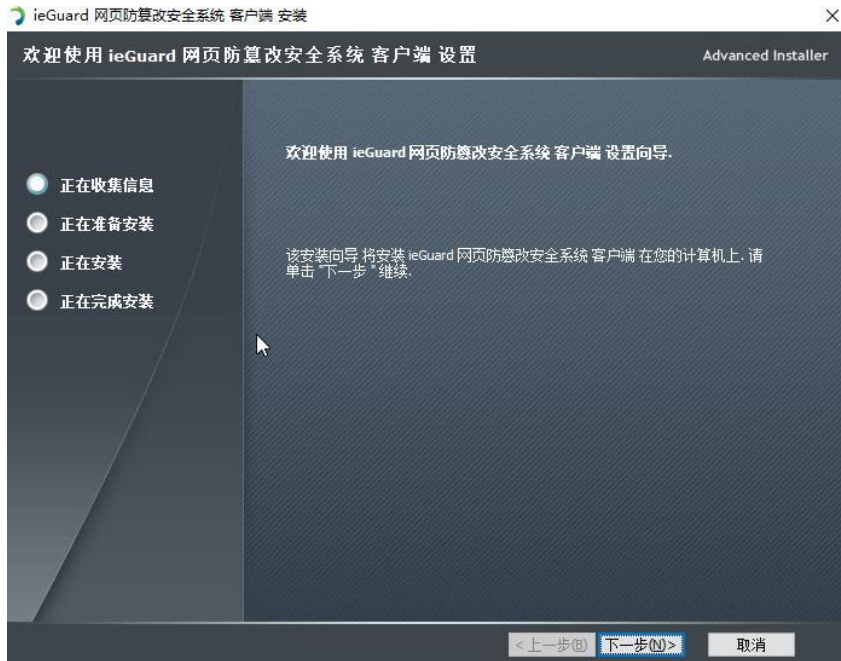 ieGuard 网页防篡改安全系统 客户端 安装
欢迎使用 ieGuard 网页防篡改安全系统 客户端 设置
Advanced Installer
欢迎使用 ieGuard 网页防篡改安全系统 客户端 设置向导.
正在收集信息
正在准备安装
正在安装
正在完成安装
该安装向导 将安装 ieGuard 网页防篡改安全系统 客户端 在您的计算机上. 请
单击 "下一步 " 继续.
<上一步(B)
下一步(N)>
取消